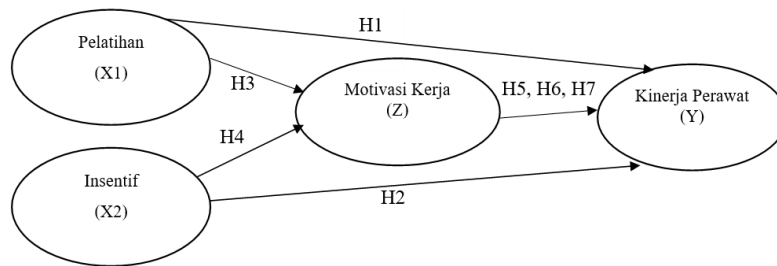 H1
Pelatihan
(X1)
H3
Motivasi Kerja
(Z)
H5, H6, H7
Kinerja Perawat
(Y)
H4
Insentif
(X2)
H2